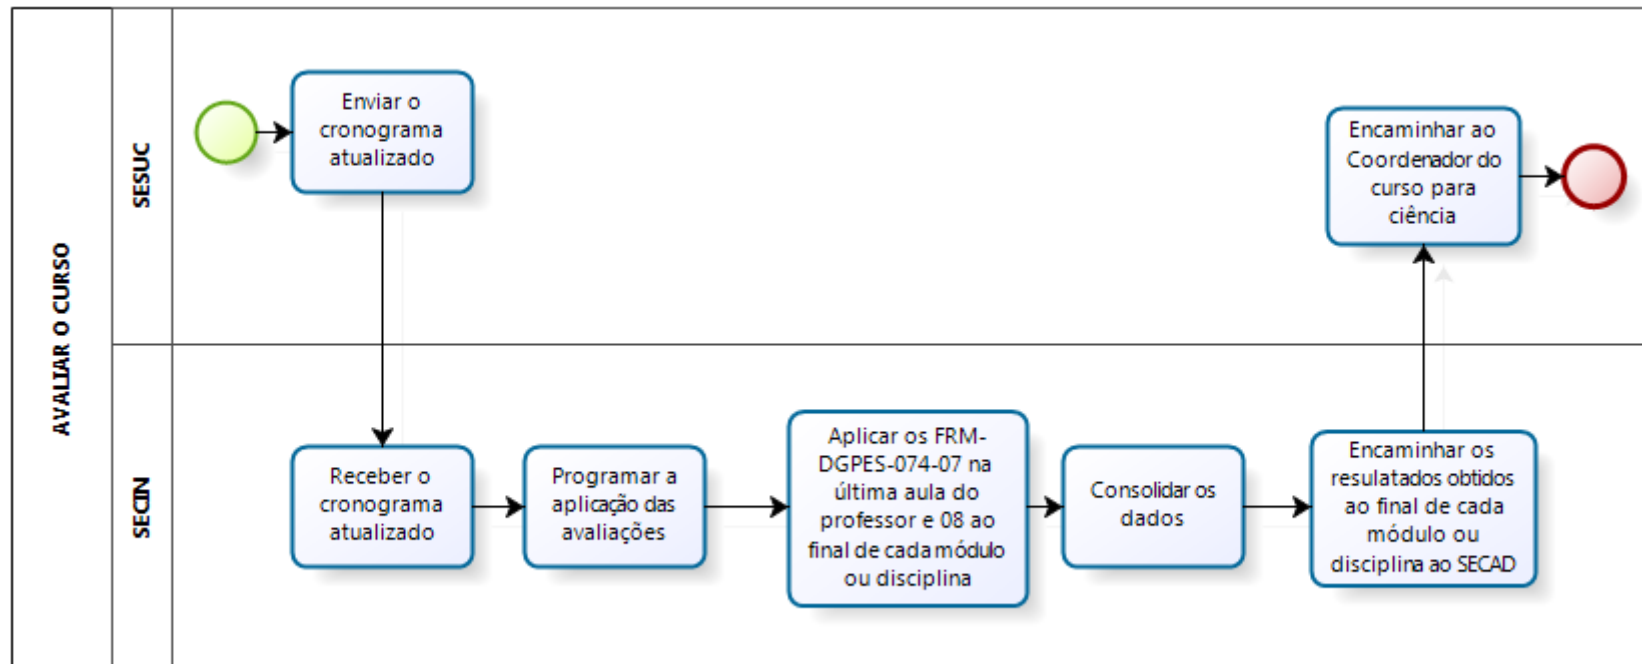 AVALIAR O CURSO
SESUC
Enviar o
cronograma
atualizado
Encaminhar ao
Coordenador do
curso para
ciência
SECIN
Receber o
cronograma
atualizado
Programar a
aplicação das
avaliações
Aplicar os FRM-
DGPES-074-07 na
última aula do
professor e 08 ao
final de cada módulo
ou disciplina
Consolidar os
dados
Encaminhar os
resulatados obtidos
ao final de cada
módulo ou
disciplina ao SECAD